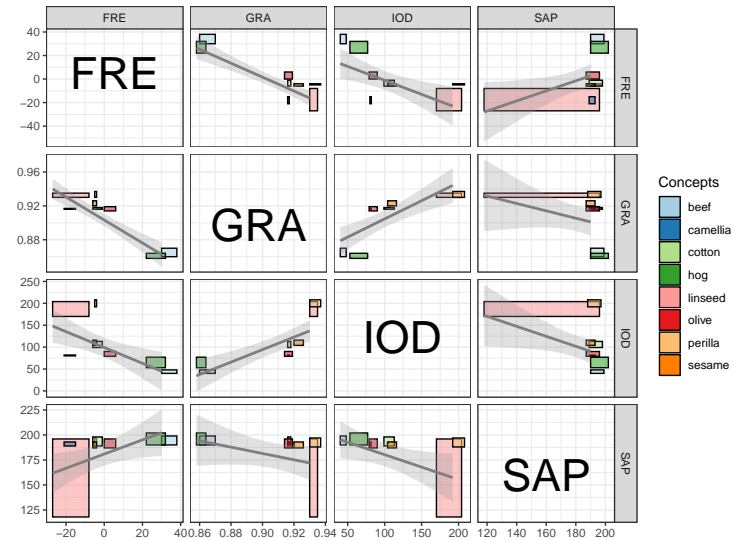 FRE GRA IOD SAP
40
20
0
−20
−40
FRE
FRE
0.96
0.92
0.88
GRA
GRA
Concepts
beef
camellia
cotton
hog
linseed
olive
perilla
sesame
250
200
150
100
50
0
IOD
IOD
225
200
175
150
125
SAP
SAP
−20 0 20 40 0.86 0.88 0.90 0.92 0.94 50 100 150 200 120 140 160 180 200